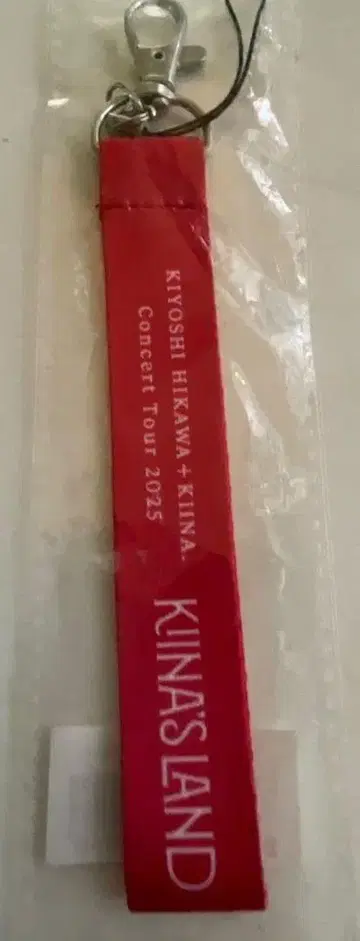 KIYOSHI HIKAWA + KIINA.
Concert Tour 2025
KIINA'S LAND